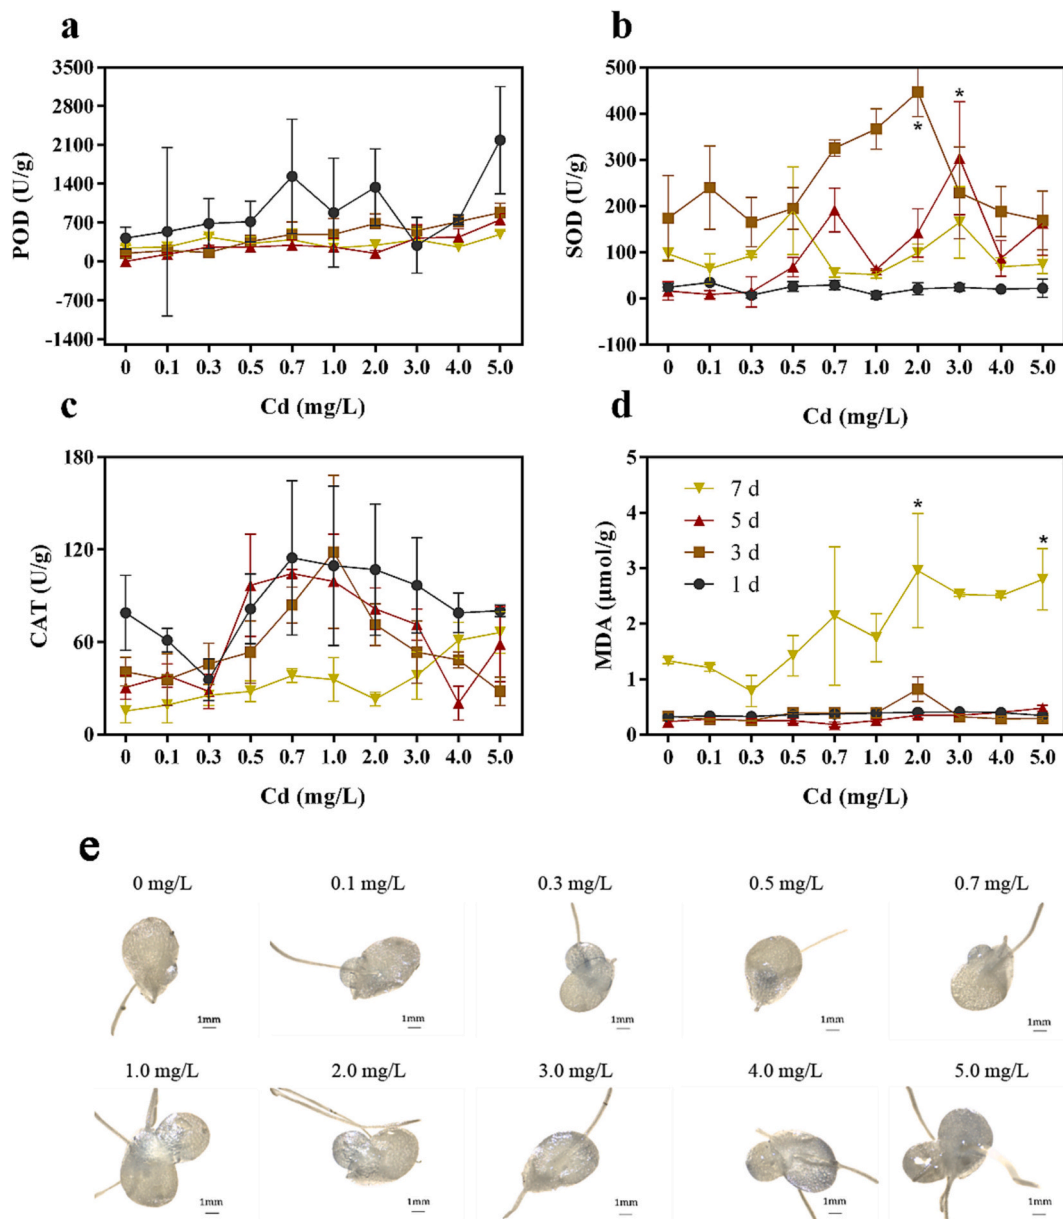 a
b
3500
2800
2100
1400
700
0
-700
-1400
POD (U/g)
0 0.1 0.3 0.5 0.7 1.0 2.0 3.0 4.0 5.0
Cd (mg/L)
500
400
300
200
100
0
-100
SOD (U/g)
* *
0 0.1 0.3 0.5 0.7 1.0 2.0 3.0 4.0 5.0
Cd (mg/L)
c
d
180
120
60
0
CAT (U/g)
0 0.1 0.3 0.5 0.7 1.0 2.0 3.0 4.0 5.0
Cd (mg/L)
5
4
3
2
1
0
MDA (μmol/g)
7 d
5 d
3 d
1 d
* *
0 0.1 0.3 0.5 0.7 1.0 2.0 3.0 4.0 5.0
Cd (mg/L)
e
0 mg/L 0.1 mg/L 0.3 mg/L 0.5 mg/L 0.7 mg/L
1mm 1mm 1mm 1mm 1mm
1.0 mg/L 2.0 mg/L 3.0 mg/L 4.0 mg/L 5.0 mg/L
1mm 1mm 1mm 1mm 1mm